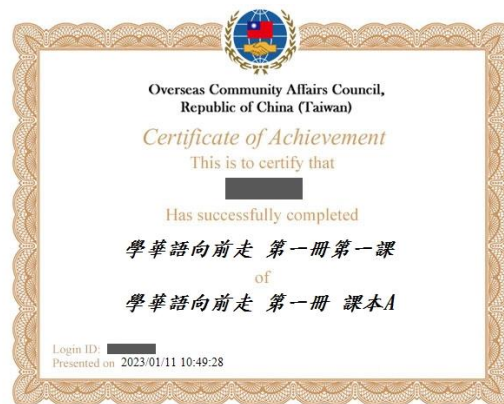 Overseas Community Affairs Council,
Republic of China (Taiwan)
Certificate of Achievement
This is to certify that
Has successfully completed
學華語向前走 第一冊第一課
of
學華語向前走 第一冊 課本A
Login ID:
Presented on 2023/01/11 10:49:28